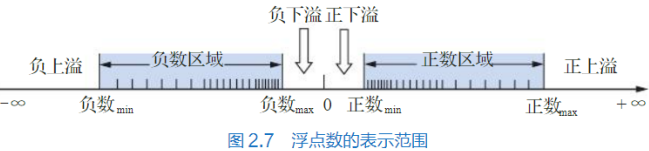 负下溢 正下溢
负上溢 负数区域 正数区域 正上溢
-∞ 负数min 负数max 0 正数min 正数max +∞
图 2.7 浮点数的表示范围